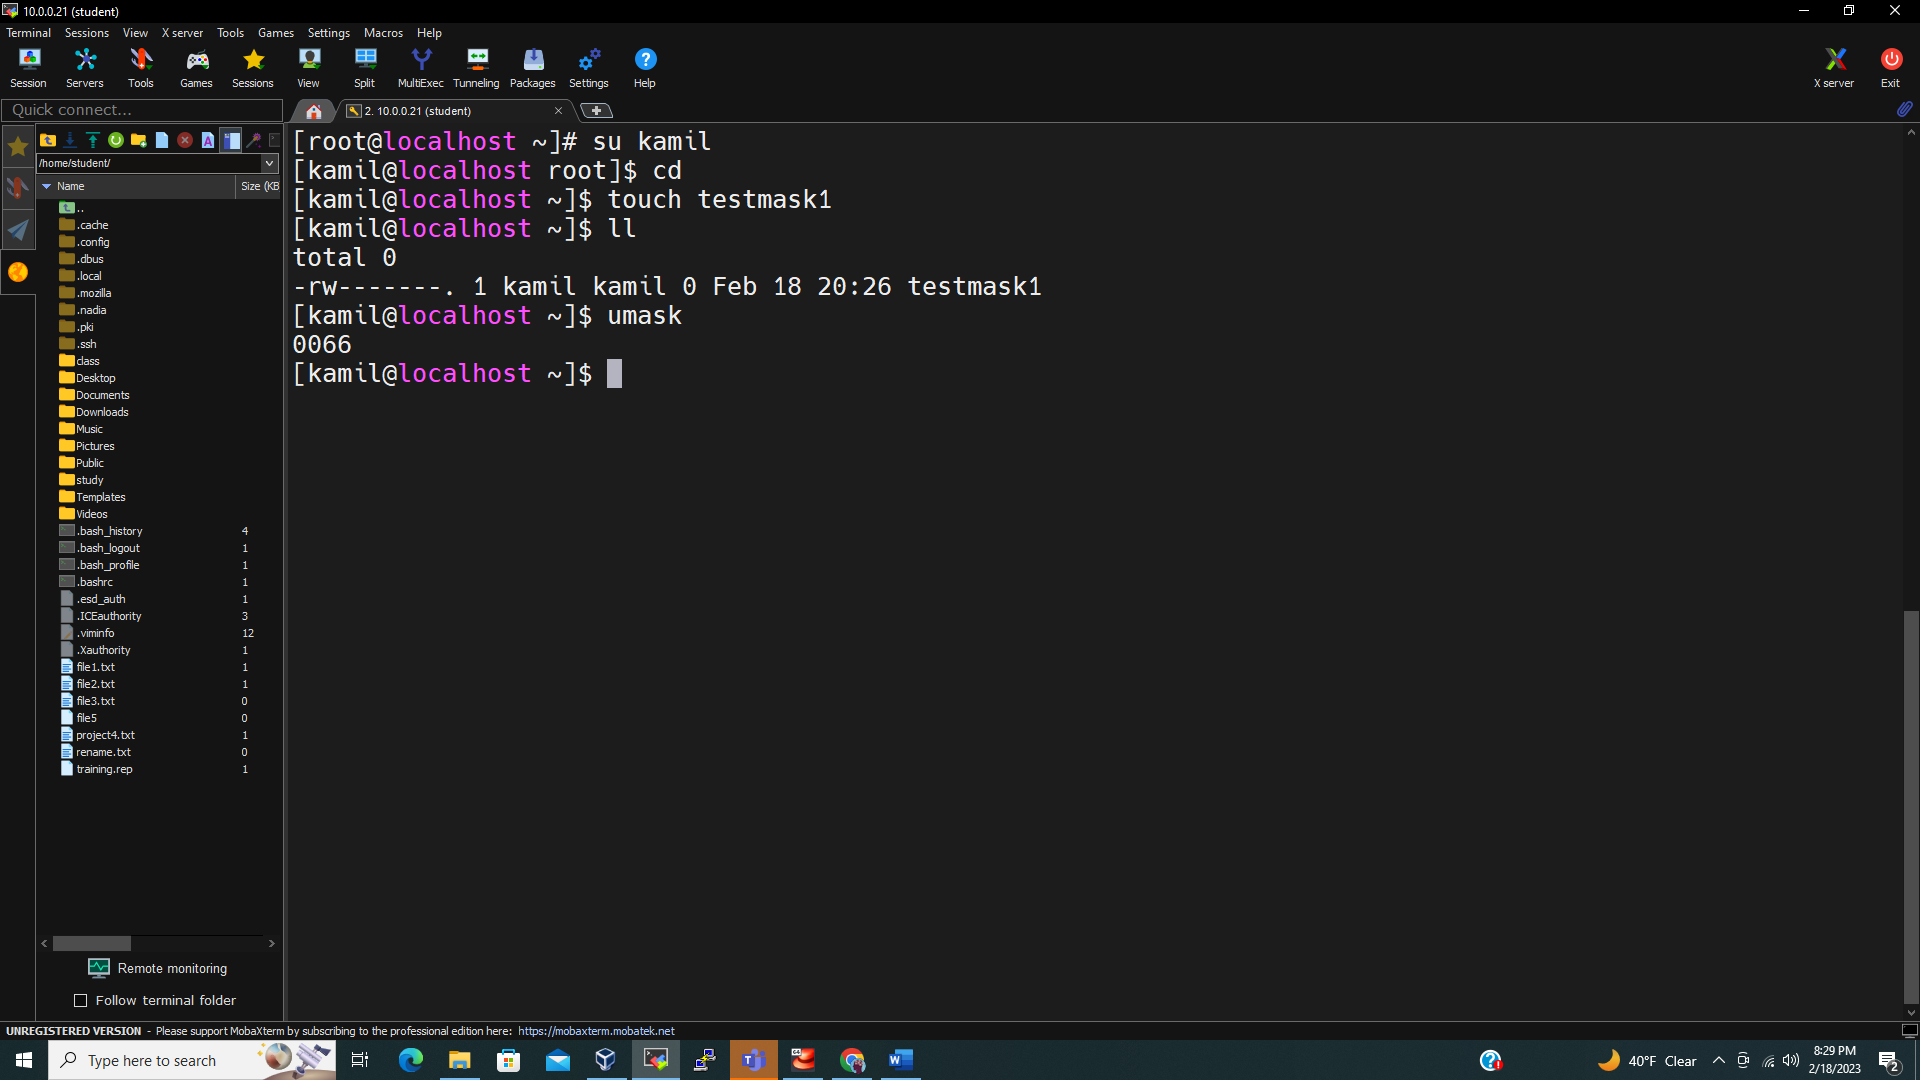 10.0.0.21 (student)
Terminal Sessions View X server Tools Games Settings Macros Help
Session Servers Tools Games Sessions View Split MultiExec Tunneling Packages Settings Help X server Exit
Quick connect...
2. 10.0.0.21 (student)
/home/student/
Name Size (KB
..
.cache
.config
.dbus
.local
.mozilla
.nadia
.pki
.ssh
class
Desktop
Documents
Downloads
Music
Pictures
Public
study
Templates
Videos
.bash_history 4
.bash_logout 1
.bash_profile 1
.bashrc 1
.esd_auth 1
.ICEauthority 3
.viminfo 12
.Xauthority 1
file1.txt 1
file2.txt 1
file3.txt 0
file5 0
project4.txt 1
rename.txt 0
training.rep 1
Remote monitoring
Follow terminal folder
[root@localhost ~]# su kamil
[kamil@localhost root]$ cd
[kamil@localhost ~]$ touch testmask1
[kamil@localhost ~]$ ll
total 0
-rw-------. 1 kamil kamil 0 Feb 18 20:26 testmask1
[kamil@localhost ~]$ umask
0066
[kamil@localhost ~]$
UNREGISTERED VERSION - Please support MobaXterm by subscribing to the professional edition here: https://mobaxterm.mobatek.net
Type here to search
40°F Clear
8:29 PM
2/18/2023
2